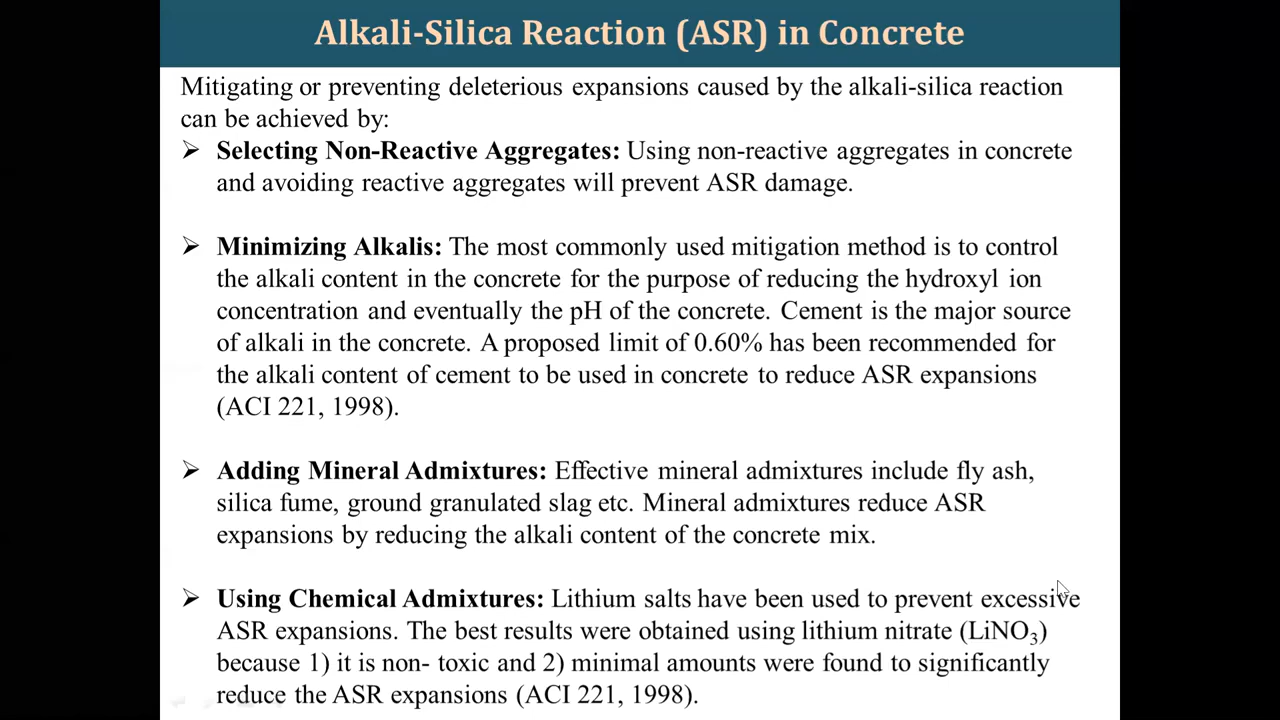 Alkali-Silica Reaction (ASR) in Concrete
Mitigating or preventing deleterious expansions caused by the alkali-silica reaction
can be achieved by:
➢ Selecting Non-Reactive Aggregates: Using non-reactive aggregates in concrete
and avoiding reactive aggregates will prevent ASR damage.
➢ Minimizing Alkalis: The most commonly used mitigation method is to control
the alkali content in the concrete for the purpose of reducing the hydroxyl ion
concentration and eventually the pH of the concrete. Cement is the major source
of alkali in the concrete. A proposed limit of 0.60% has been recommended for
the alkali content of cement to be used in concrete to reduce ASR expansions
(ACI 221, 1998).
➢ Adding Mineral Admixtures: Effective mineral admixtures include fly ash,
silica fume, ground granulated slag etc. Mineral admixtures reduce ASR
expansions by reducing the alkali content of the concrete mix.
➢ Using Chemical Admixtures: Lithium salts have been used to prevent excessive
ASR expansions. The best results were obtained using lithium nitrate (LiNO₃)
because 1) it is non- toxic and 2) minimal amounts were found to significantly
reduce the ASR expansions (ACI 221, 1998).